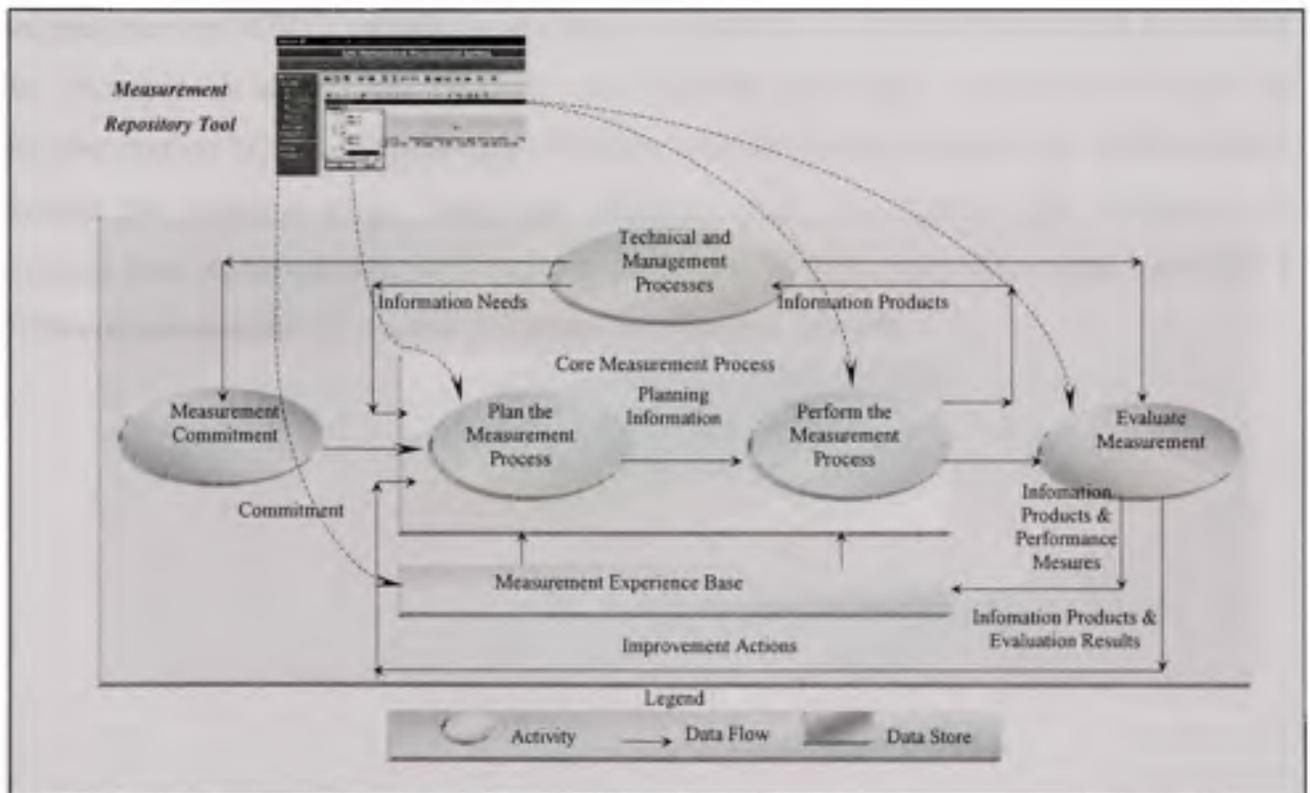 Measurement
Repository Tool
Technical and
Management
Processes
Information Needs
Information Products
Core Measurement Process
Measurement
Commitment
Plan the
Measurement
Process
Planning
Information
Perform the
Measurement
Process
Evaluate
Measurement
Commitment
Infomation
Products &
Performance
Mesures
Measurement Experience Base
Infomation Products &
Evaluation Results
Improvement Actions
Legend
Activity
Data Flow
Data Store